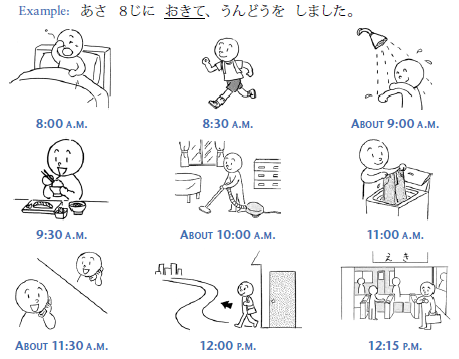 Example: あさ 8じに おきて、うんどうを しました。
8:00 A.M. 8:30 A.M. ABOUT 9:00 A.M.
9:30 A.M. ABOUT 10:00 A.M. 11:00 A.M.
えき
ABOUT 11:30 A.M. 12:00 P.M. 12:15 P.M.